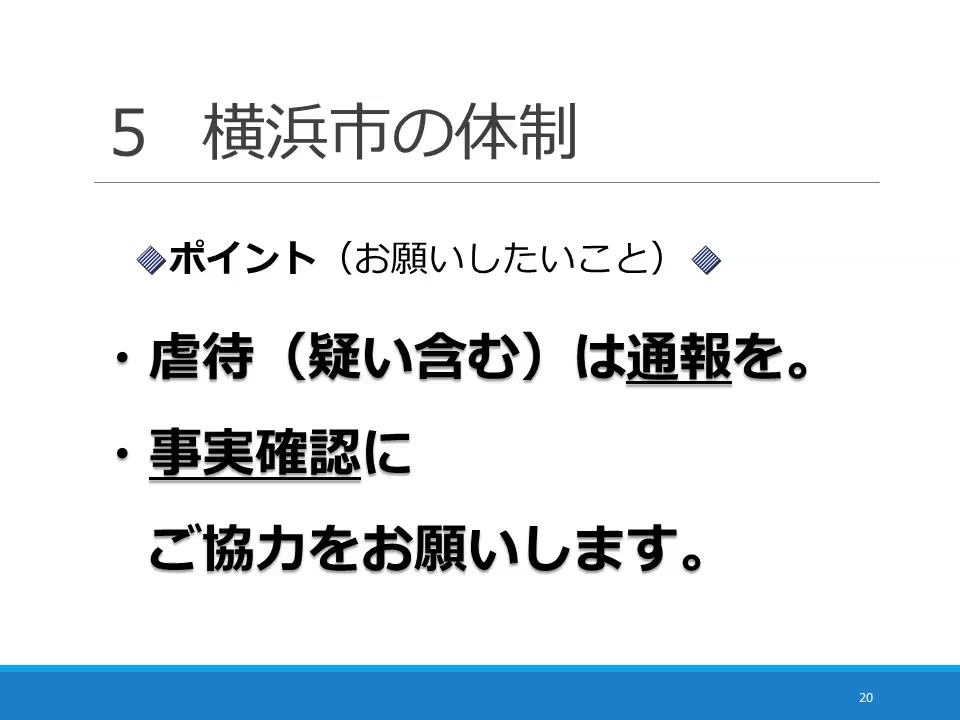 5　横浜市の体制
◆ポイント（お願いしたいこと）◆
・虐待（疑い含む）は通報を。
・事実確認に
ご協力をお願いします。
20